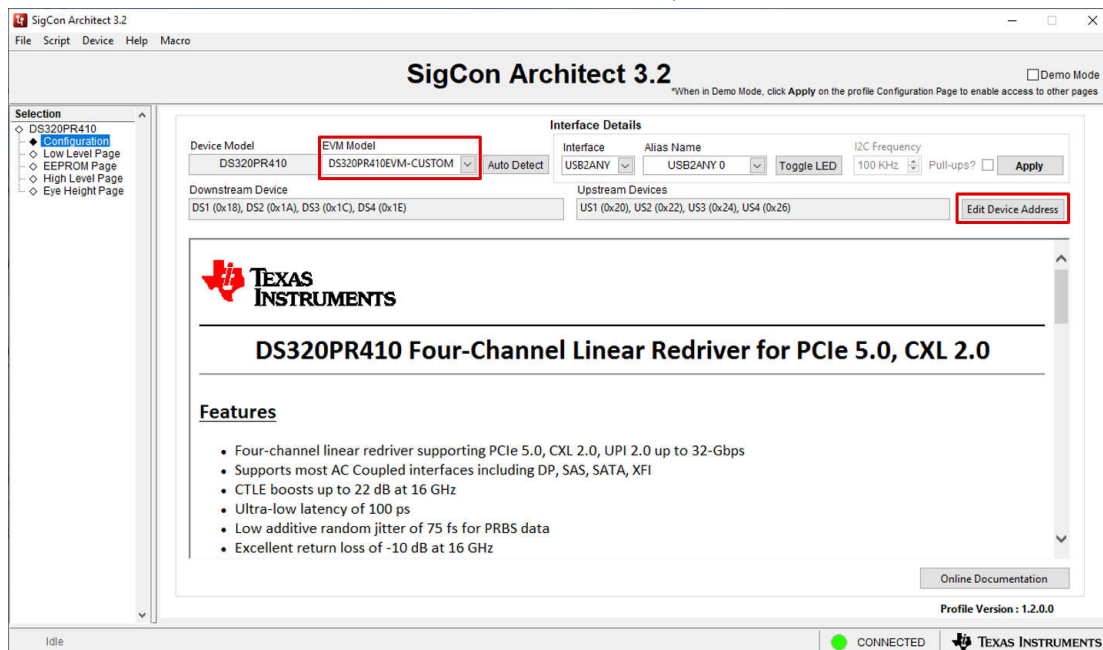 SigCon Architect 3.2
File Script Device Help Macro
SigCon Architect 3.2
Demo Mode
*When in Demo Mode, click Apply on the profile Configuration Page to enable access to other pages
Selection
DS320PR410
Configuration
Low Level Page
EEPROM Page
High Level Page
Eye Height Page
Interface Details
Device Model
DS320PR410
EVM Model
DS320PR410EVM-CUSTOM
Auto Detect
Interface
USB2ANY
Alias Name
USB2ANY 0
Toggle LED
I2C Frequency
100 KHz
Pull-ups?
Apply
Downstream Device
DS1 (0x18), DS2 (0x1A), DS3 (0x1C), DS4 (0x1E)
Upstream Devices
US1 (0x20), US2 (0x22), US3 (0x24), US4 (0x26)
Edit Device Address
TEXAS
INSTRUMENTS
DS320PR410 Four-Channel Linear Redriver for PCIe 5.0, CXL 2.0
Features
• Four-channel linear redriver supporting PCIe 5.0, CXL 2.0, UPI 2.0 up to 32-Gbps
• Supports most AC Coupled interfaces including DP, SAS, SATA, XFI
• CTLE boosts up to 22 dB at 16 GHz
• Ultra-low latency of 100 ps
• Low additive random jitter of 75 fs for PRBS data
• Excellent return loss of -10 dB at 16 GHz
Online Documentation
Profile Version : 1.2.0.0
Idle
CONNECTED
TEXAS INSTRUMENTS